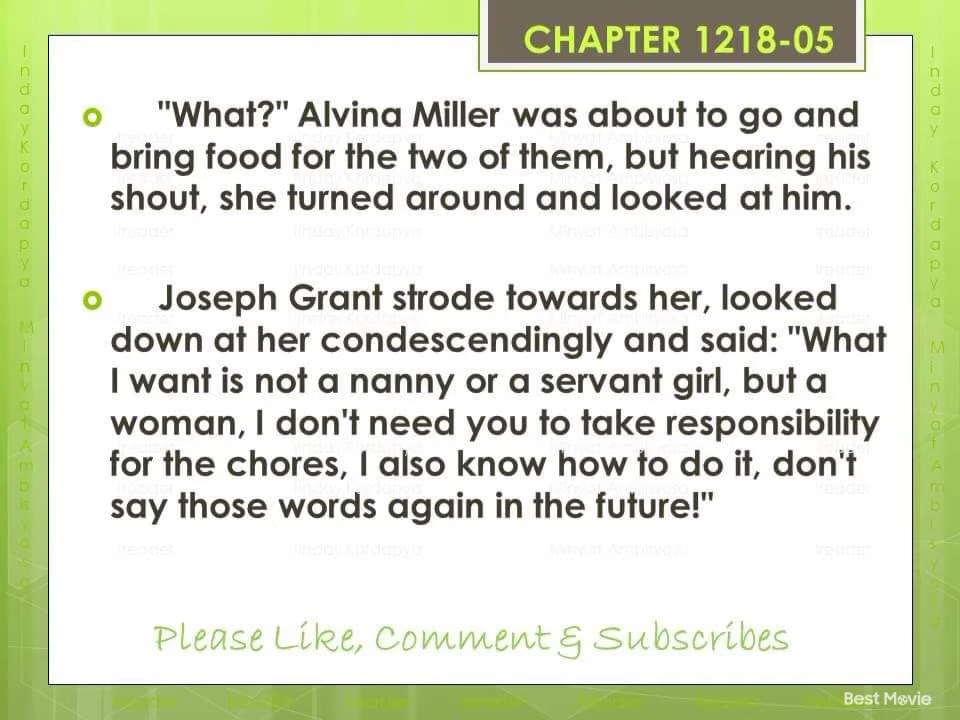 CHAPTER 1218-05
"What?" Alvina Miller was about to go and
bring food for the two of them, but hearing his
shout, she turned around and looked at him.
Joseph Grant strode towards her, looked
down at her condescendingly and said: "What
I want is not a nanny or a servant girl, but a
woman, I don't need you to take responsibility
for the chores, I also know how to do it, don't
say those words again in the future!"
Please Like, Comment & Subscribes
Best Movie